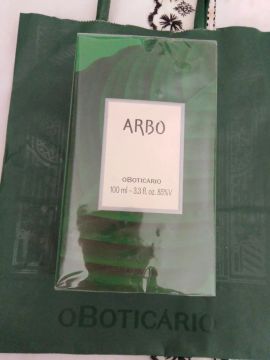 ARBO
oBOTICÁRIO
100 ml - 3.3 fl. oz. 85%V
oBOTICÁRIO